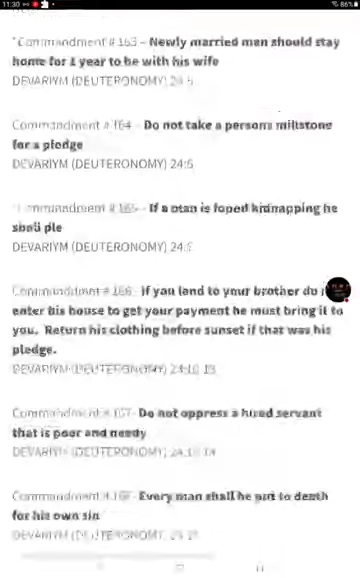 11:30
86%
"Commandment # 163 - Newly married man should stay
home for 1 year to be with his wife
DEVARIYM (DEUTERONOMY) 24:5
Commandment # 164 - Do not take a persons millstone
for a pledge
DEVARIYM (DEUTERONOMY) 24:6
Commandment # 165 - If a man is foped kidnapping he
shall
DEVARIYM (DEUTERONOMY) 24:
Commandment # 166 - If you lend to your brother do
enter his house to get your payment he must bring it to
you. Return his clothing before sunset if that was his
pledge.
DEVARIYM (DEUTERONOMY) 24:10-13
Commandment # 167 - Do not oppress a hired servant
that is poor and needy
DEVARIYM (DEUTERONOMY) 24:14
Commandment # 168 - Every man shall be put to death
for his own sin
DEVARIYM (DEUTERONOMY)